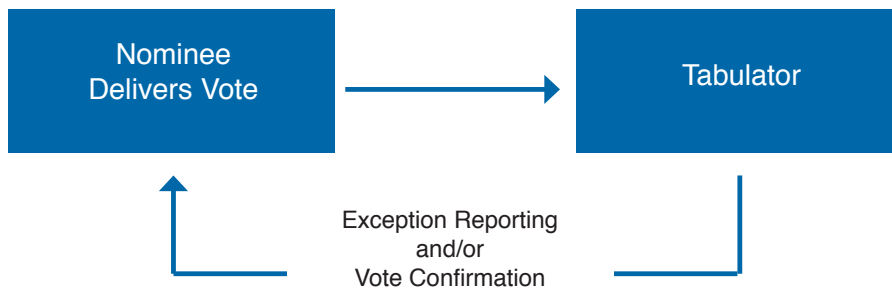 Nominee
Delivers Vote
Tabulator
Exception Reporting
and/or
Vote Confirmation